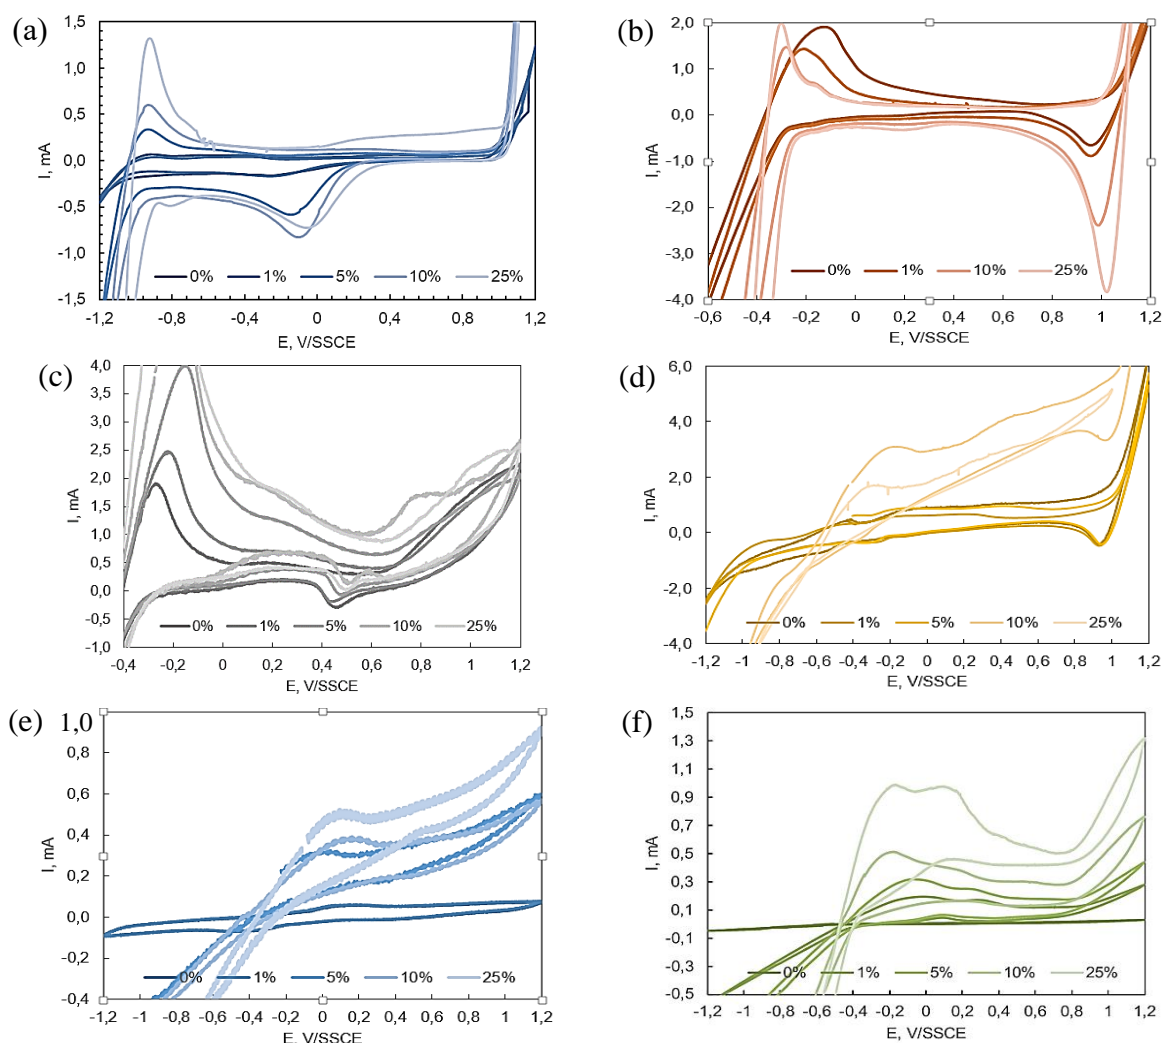 (a)
1,5
1,0
0,5
0,0
-0,5
-1,0
-1,5
I, mA
0% 1% 5% 10% 25%
-1,2 -0,8 -0,4 0 0,4 0,8 1,2
E, V/SSCE
(b)
2,0
1,0
0,0
-1,0
-2,0
-3,0
-4,0
I, mA
0% 1% 10% 25%
-0,6 -0,4 -0,2 0 0,2 0,4 0,6 0,8 1 1,2
E, V/SSCE
(c)
4,0
3,5
3,0
2,5
2,0
1,5
1,0
0,5
0,0
-0,5
-1,0
I, mA
0% 1% 5% 10% 25%
-0,4 -0,2 0 0,2 0,4 0,6 0,8 1 1,2
E, V/SSCE
(d)
6,0
4,0
2,0
0,0
-2,0
-4,0
I, mA
0% 1% 5% 10% 25%
-1,2 -1 -0,8 -0,6 -0,4 -0,2 0 0,2 0,4 0,6 0,8 1 1,2
E, V/SSCE
(e)
1,0
0,8
0,6
0,4
0,2
0,0
-0,2
-0,4
I, mA
0% 1% 5% 10% 25%
-1,2 -1 -0,8 -0,6 -0,4 -0,2 0 0,2 0,4 0,6 0,8 1 1,2
E, V/SSCE
(f)
1,5
1,3
1,1
0,9
0,7
0,5
0,3
0,1
-0,1
-0,3
-0,5
I, mA
0% 1% 5% 10% 25%
-1,2 -1 -0,8 -0,6 -0,4 -0,2 0 0,2 0,4 0,6 0,8 1 1,2
E, V/SSCE